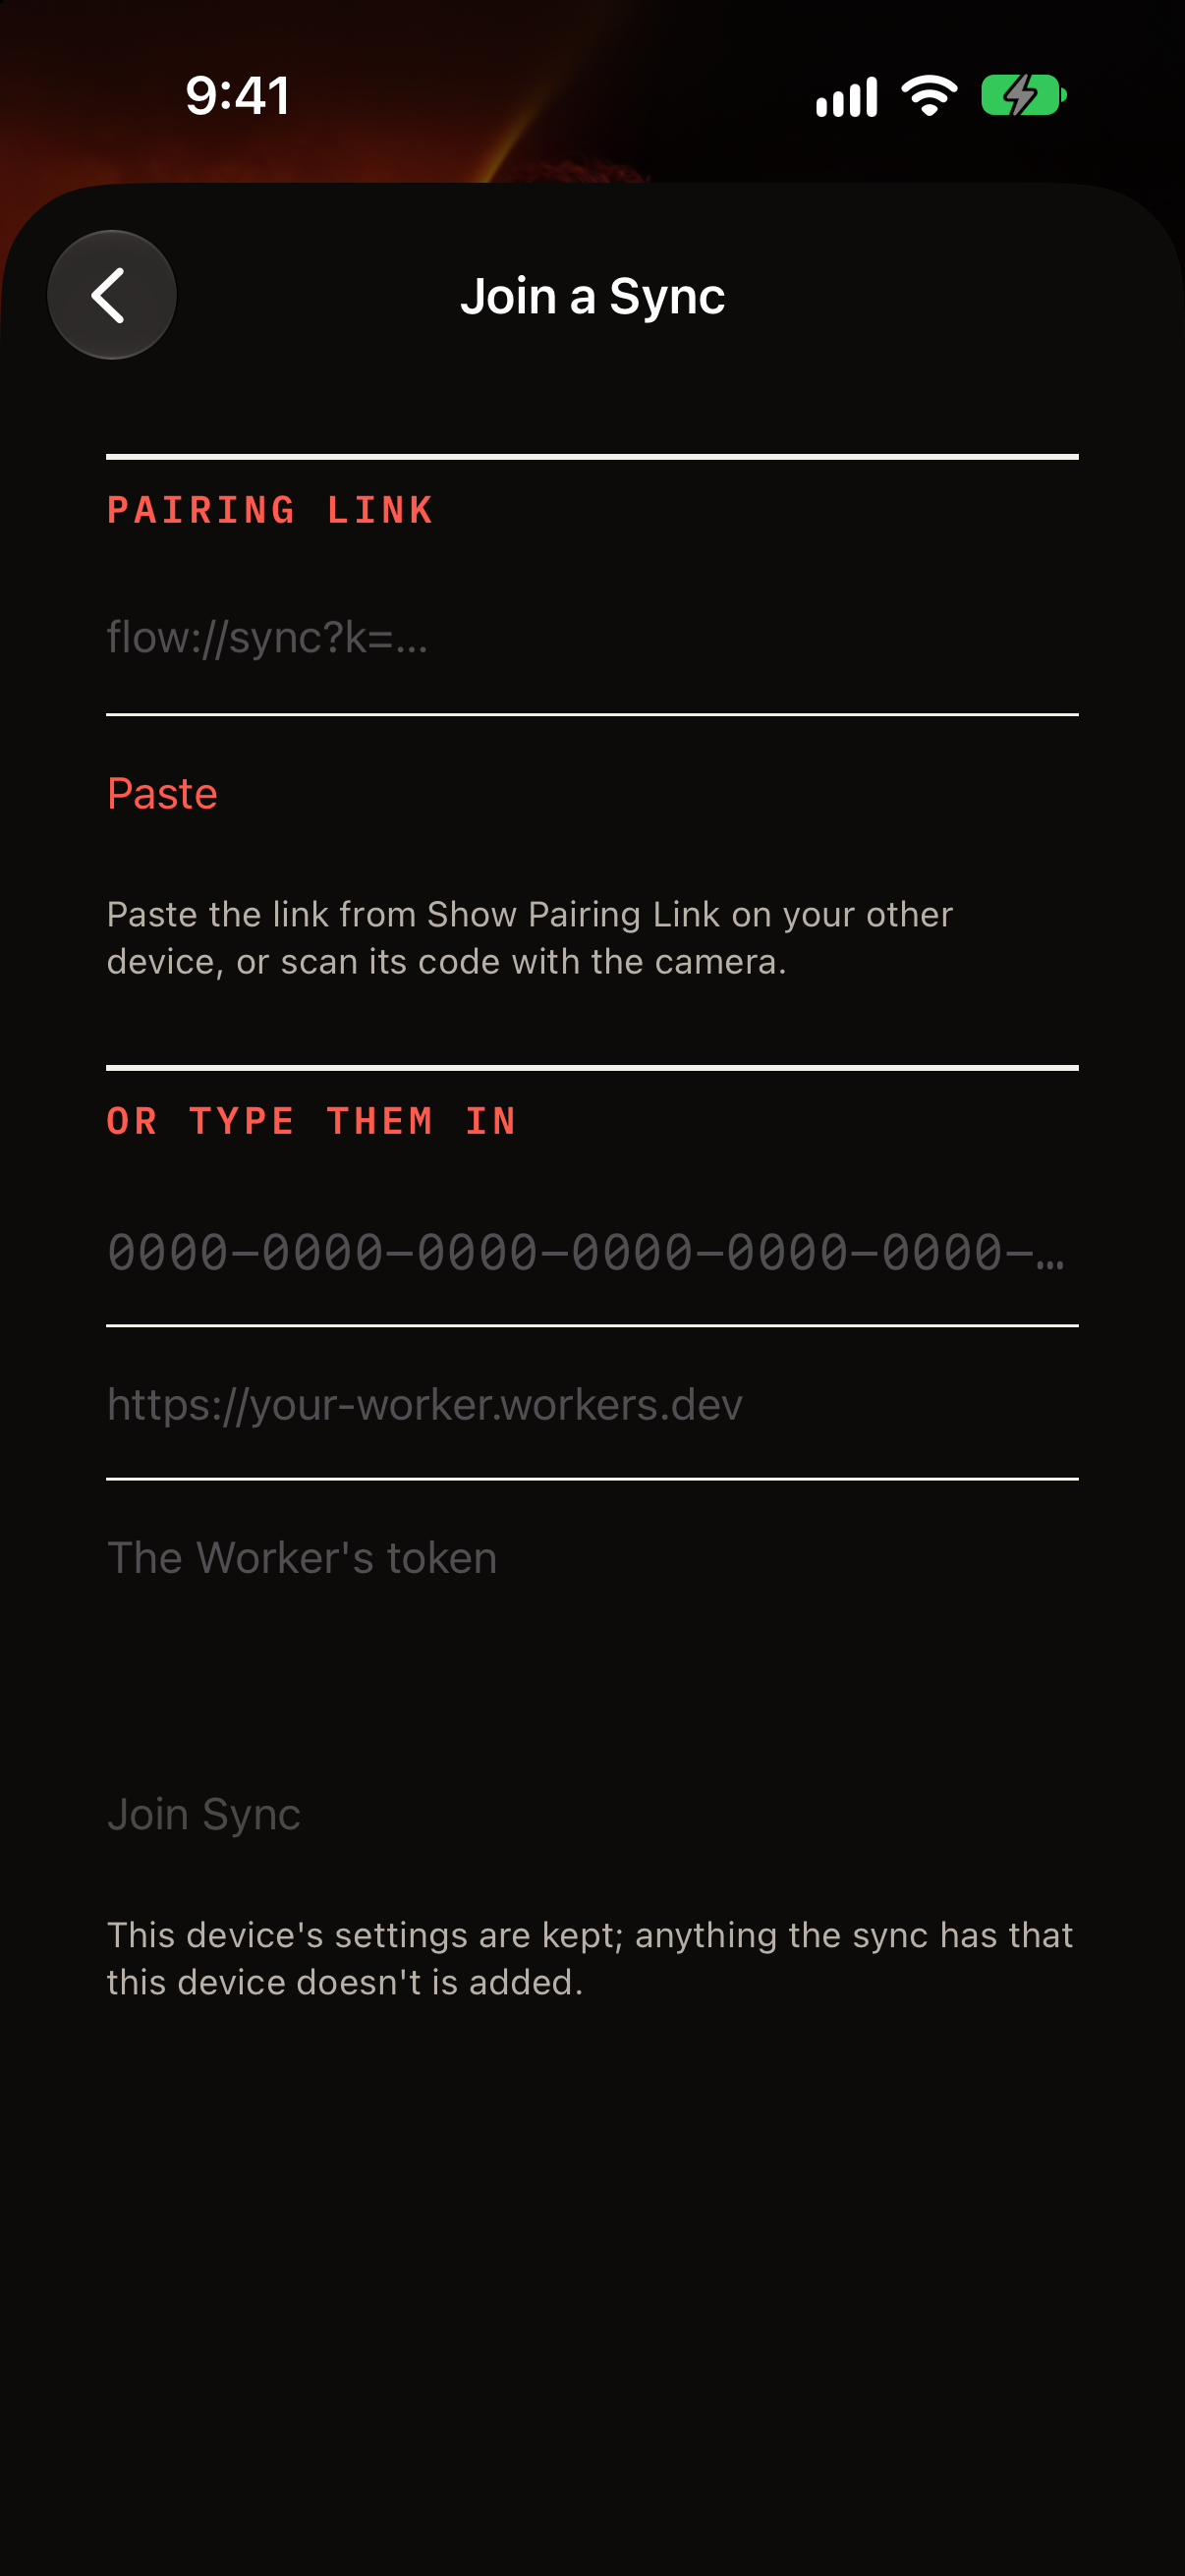 9:41
Join a Sync
PAIRING LINK
flow://sync?k=...
Paste
Paste the link from Show Pairing Link on your other
device, or scan its code with the camera.
OR TYPE THEM IN
0000-0000-0000-0000-0000-0000-...
https://your-worker.workers.dev
The Worker's token
Join Sync
This device's settings are kept; anything the sync has that
this device doesn't is added.